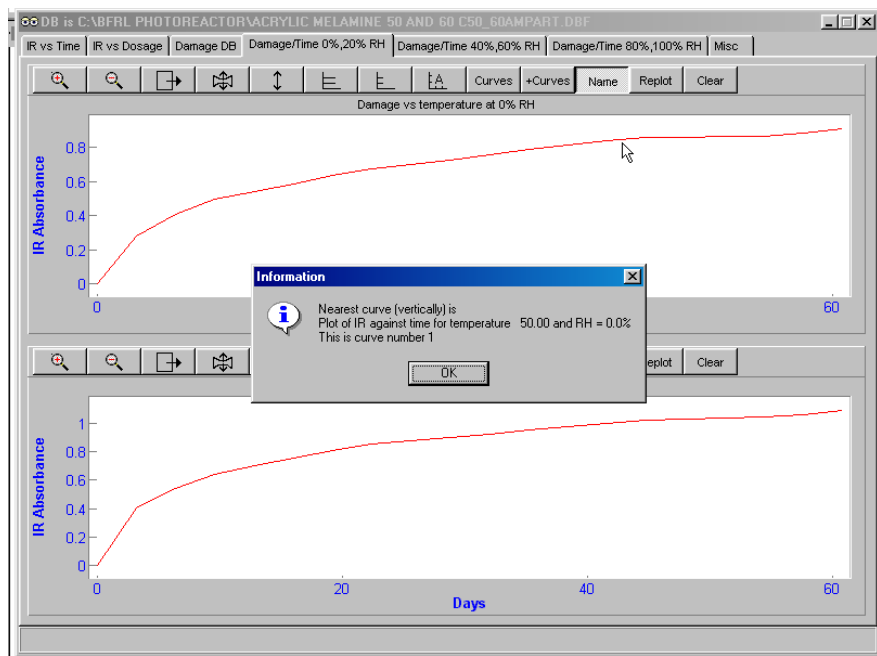 DB is C:\BFRL PHOTOREACTOR\ACRYLIC MELAMINE 50 AND 60 C50_60AMPART.DBF
IR vs Time IR vs Dosage Damage DB Damage/Time 0%,20% RH Damage/Time 40%,60% RH Damage/Time 80%,100% RH Misc
A Curves +Curves Name Replot Clear
Damage vs temperature at 0% RH
IR Absorbance
0.8
0.6
0.4
0.2
0
0 60
Information
Nearest curve (vertically) is
Plot of IR against time for temperature 50.00 and RH = 0.0%
This is curve number 1
OK
eplot Clear
IR Absorbance
1
0.8
0.6
0.4
0.2
0
0 20 40 60
Days